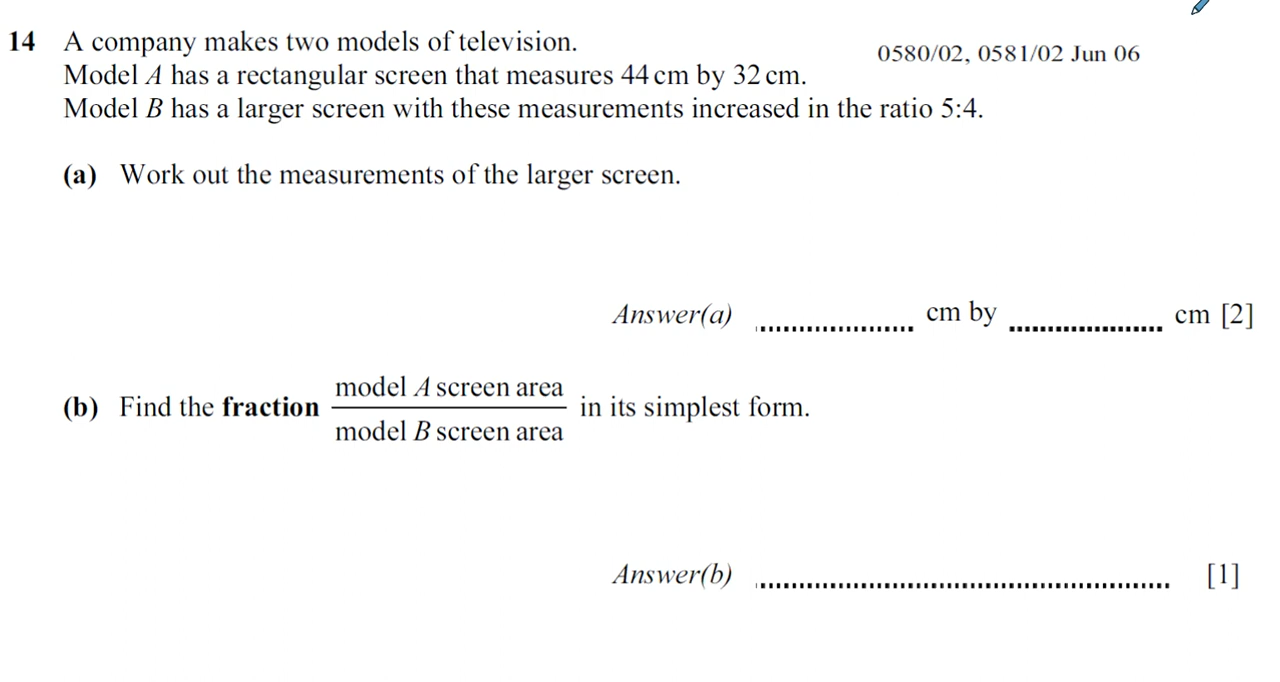 14 A company makes two models of television.
0580/02, 0581/02 Jun 06
Model A has a rectangular screen that measures 44 cm by 32 cm.
Model B has a larger screen with these measurements increased in the ratio 5:4.
(a) Work out the measurements of the larger screen.
Answer(a) .................... cm by .................... cm [2]
(b) Find the fraction model A screen area / model B screen area in its simplest form.
Answer(b) .................................................... [1]